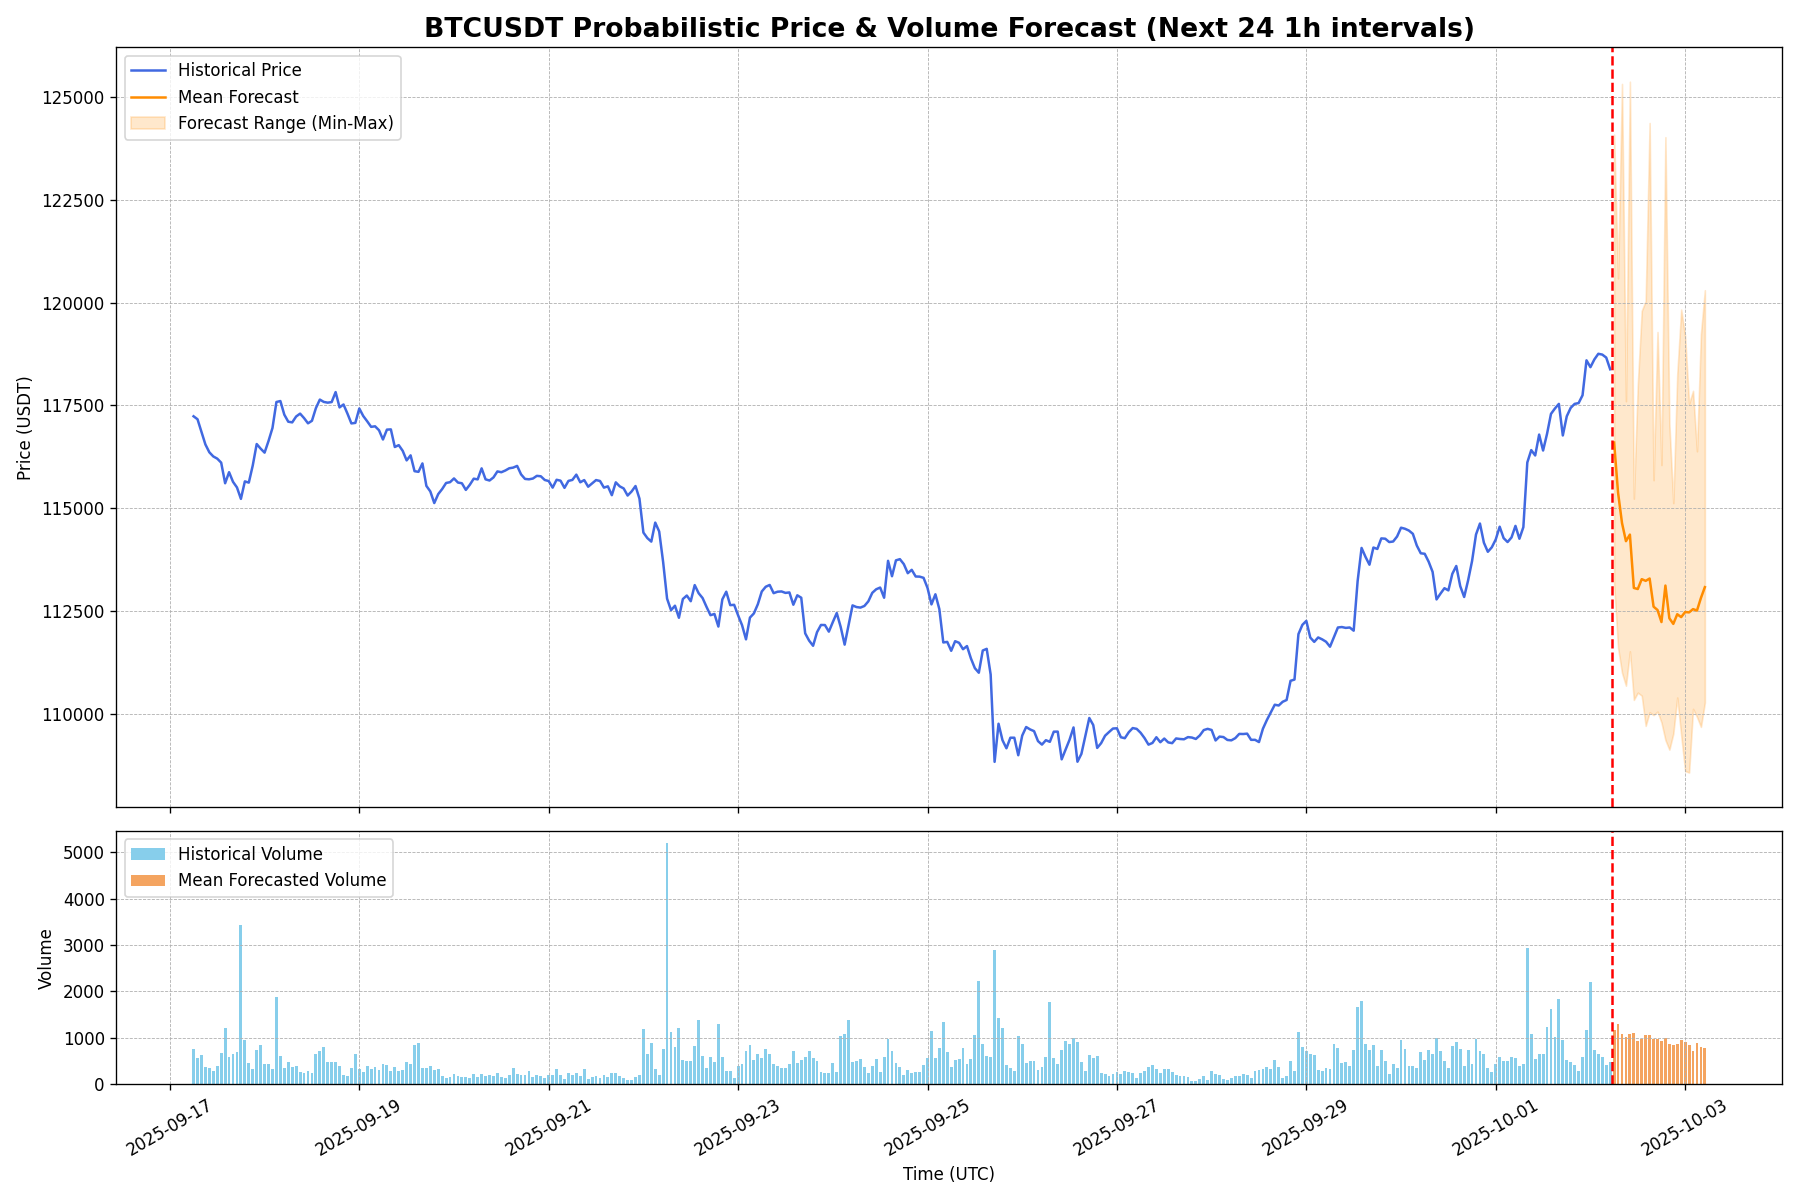 BTCUSDT Probabilistic Price & Volume Forecast (Next 24 1h intervals)
Historical Price
Mean Forecast
Forecast Range (Min-Max)
125000
122500
120000
117500
115000
112500
110000
Price (USDT)
Historical Volume
Mean Forecasted Volume
5000
4000
3000
2000
1000
0
Volume
2025-09-17
2025-09-19
2025-09-21
2025-09-23
2025-09-25
2025-09-27
2025-09-29
2025-10-01
2025-10-03
Time (UTC)